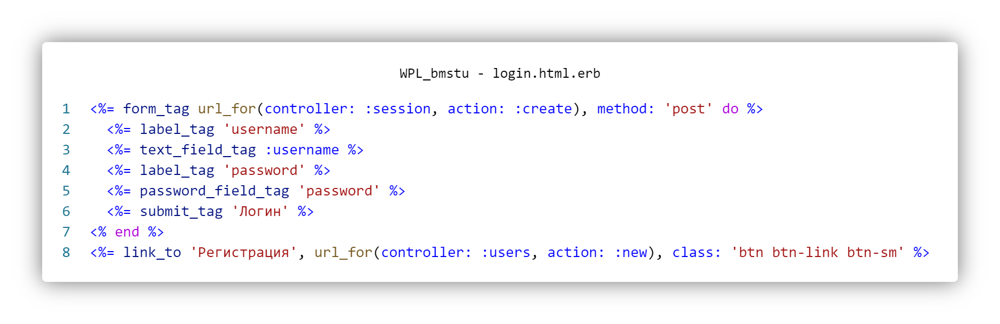 WPL_bmstu - login.html.erb
1 <%= form_tag url_for(controller: :session, action: :create), method: 'post' do %>
2   <%= label_tag 'username' %>
3   <%= text_field_tag :username %>
4   <%= label_tag 'password' %>
5   <%= password_field_tag 'password' %>
6   <%= submit_tag 'Логин' %>
7 <% end %>
8 <%= link_to 'Регистрация', url_for(controller: :users, action: :new), class: 'btn btn-link btn-sm' %>